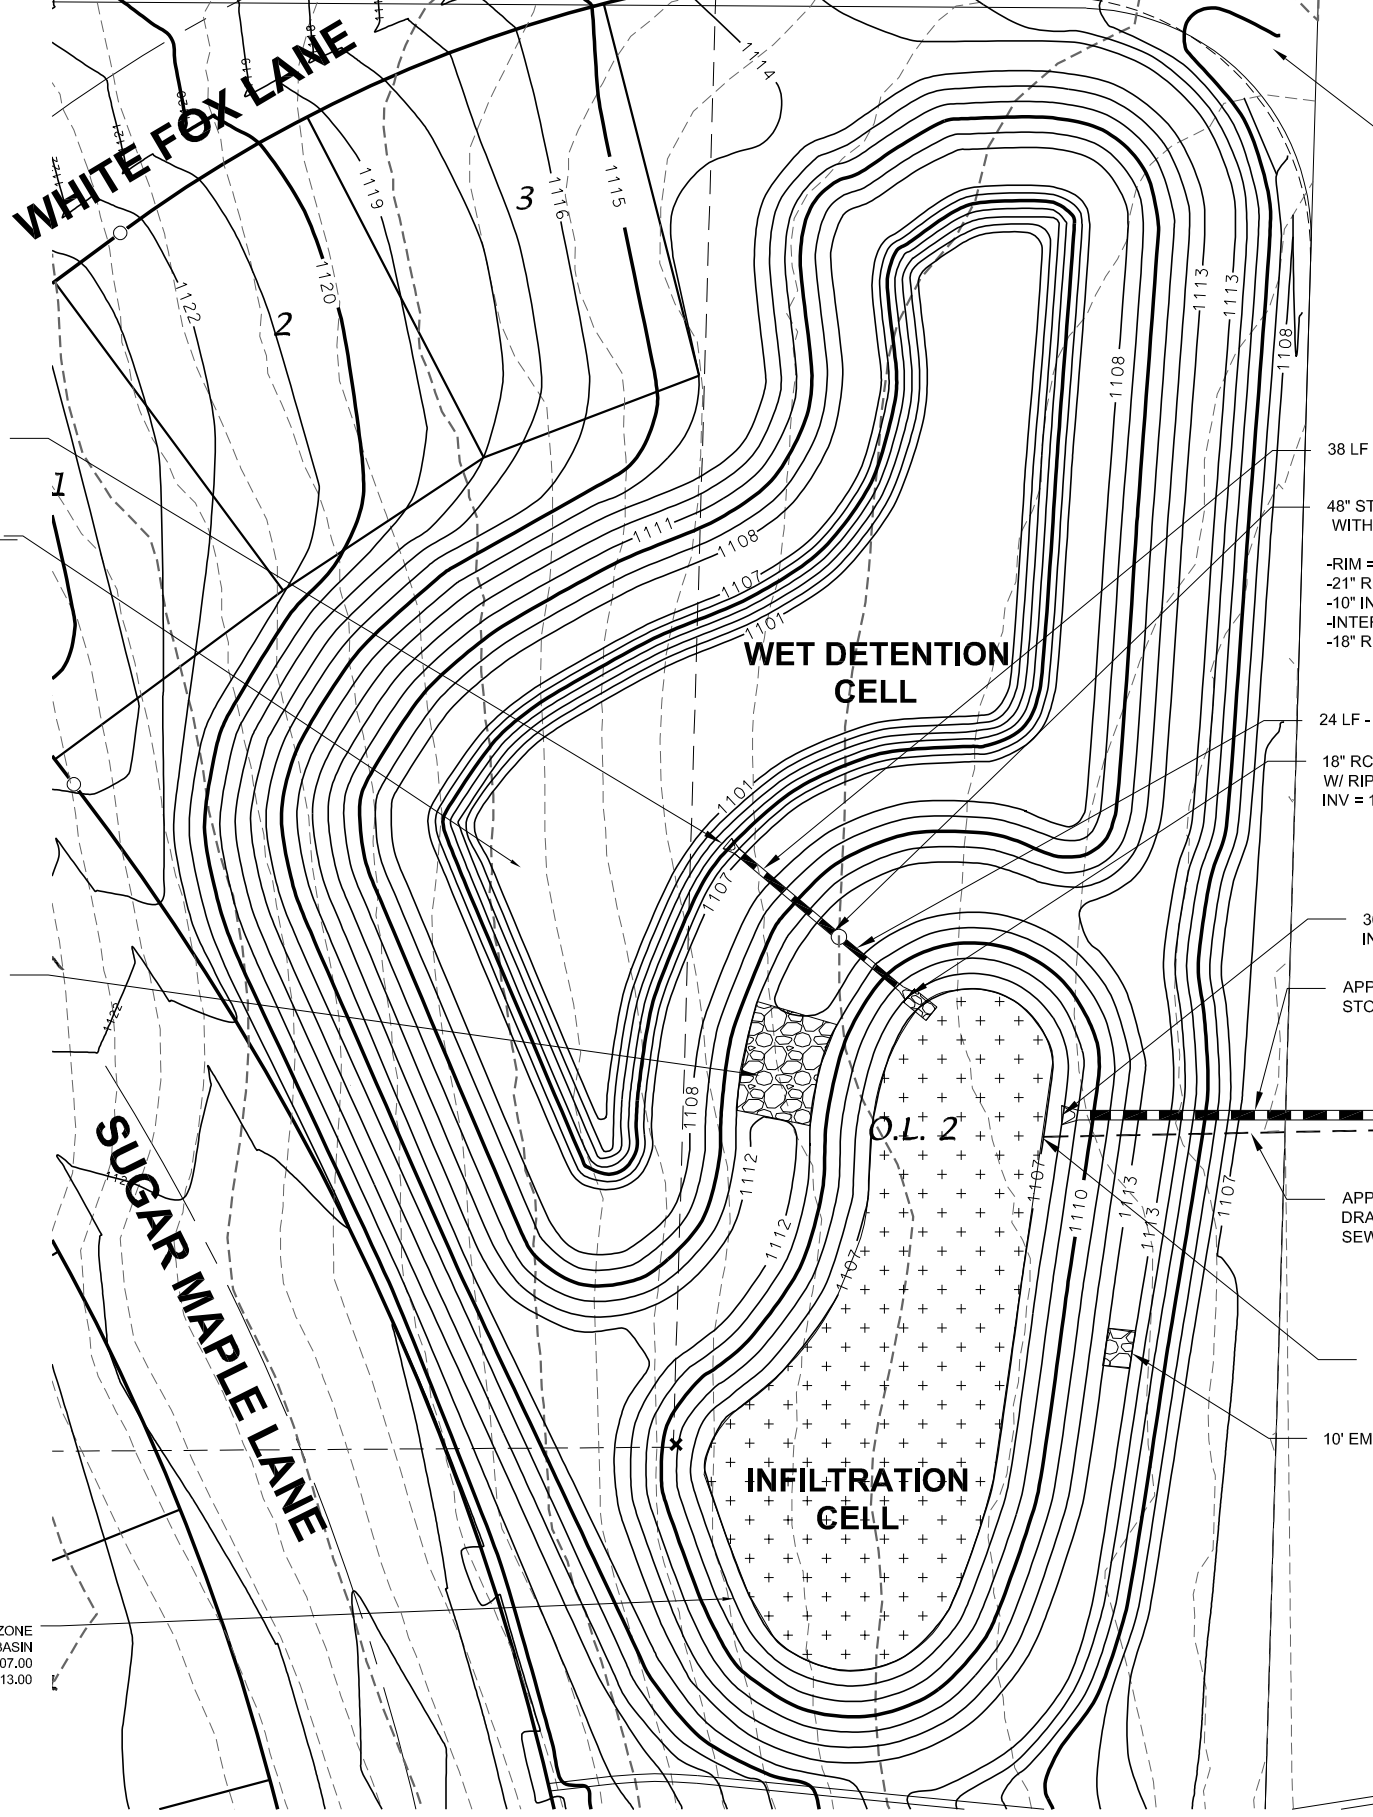 WHITE FOX LANE
1114
1119
3
1116
1115
1122
2
1120
1113
1113
1108
1108
1
38 LF
48" ST
WITH
-RIM =
-21" R
-10" IN
-INTER
-18" R
1111
1108
1107
1101
WET DETENTION
CELL
24 LF -
18" RC
W/ RIP
INV = 1
1101
1107
APP
STO
1122
1108
O.L. 2
SUGAR MAPLE LANE
1112
1107
1110
1113
1113
1107
APP
DRA
SEW
1112
1107
10' EM
INFILTRATION
CELL
ZONE
BASIN
07.00
13.00